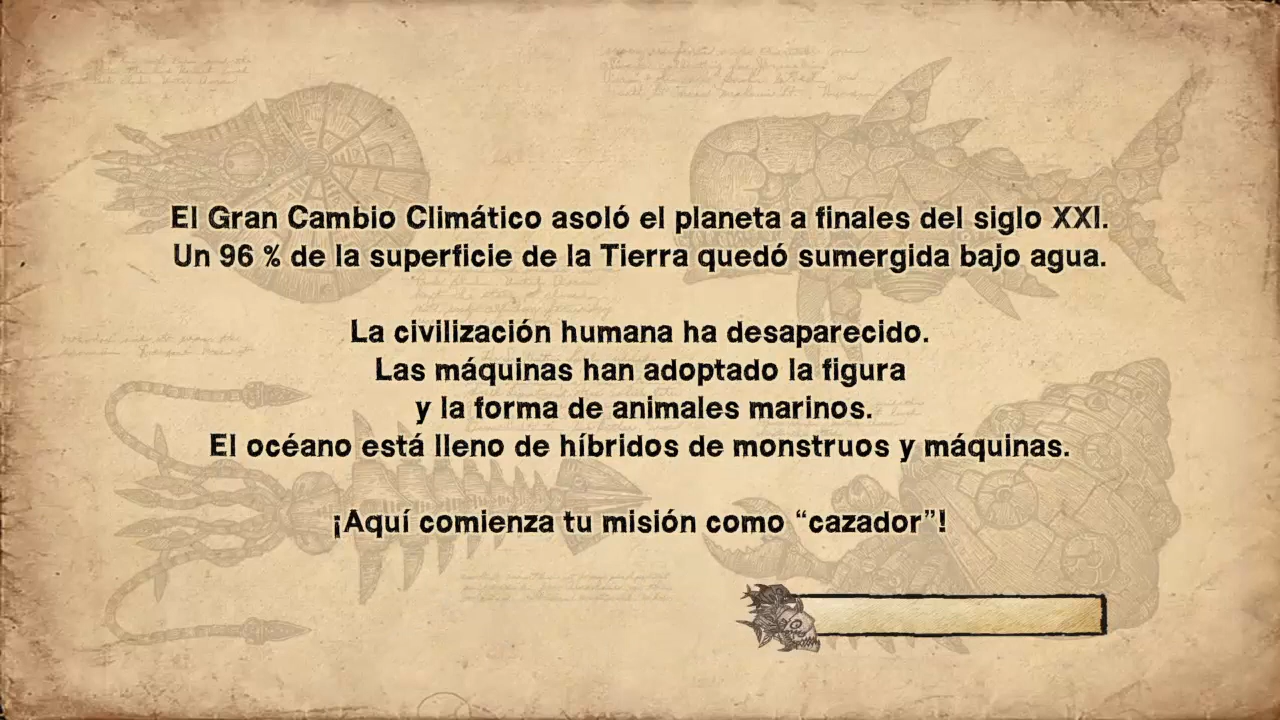 El Gran Cambio Climático asoló el planeta a finales del siglo XXI.
Un 96 % de la superficie de la Tierra quedó sumergida bajo agua.
La civilización humana ha desaparecido.
Las máquinas han adoptado la figura
y la forma de animales marinos.
El océano está lleno de híbridos de monstruos y máquinas.
¡Aquí comienza tu misión como “cazador”!